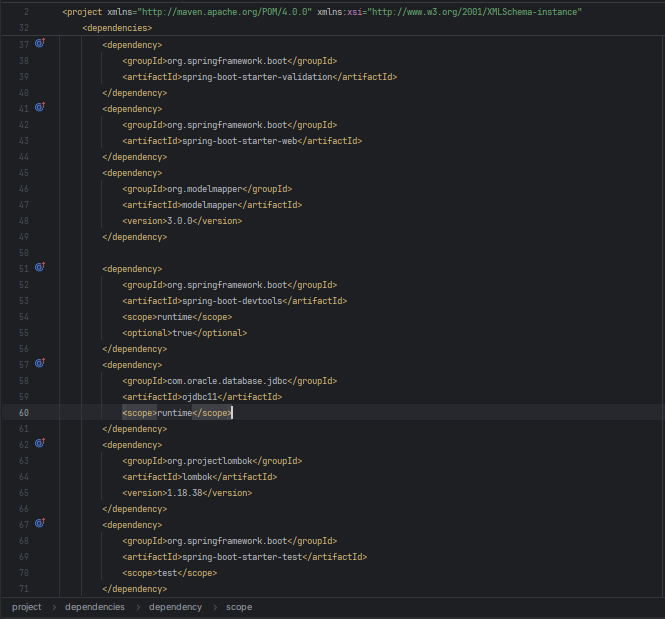 2 <project xmlns="http://maven.apache.org/POM/4.0.0" xmlns:xsi="http://www.w3.org/2001/XMLSchema-instance"
32 <dependencies>
37 <dependency>
38 <groupId>org.springframework.boot</groupId>
39 <artifactId>spring-boot-starter-validation</artifactId>
40 </dependency>
41 <dependency>
42 <groupId>org.springframework.boot</groupId>
43 <artifactId>spring-boot-starter-web</artifactId>
44 </dependency>
45 <dependency>
46 <groupId>org.modelmapper</groupId>
47 <artifactId>modelmapper</artifactId>
48 <version>3.0.0</version>
49 </dependency>
50
51 <dependency>
52 <groupId>org.springframework.boot</groupId>
53 <artifactId>spring-boot-devtools</artifactId>
54 <scope>runtime</scope>
55 <optional>true</optional>
56 </dependency>
57 <dependency>
58 <groupId>com.oracle.database.jdbc</groupId>
59 <artifactId>ojdbc11</artifactId>
60 <scope>runtime</scope>
61 </dependency>
62 <dependency>
63 <groupId>org.projectlombok</groupId>
64 <artifactId>lombok</artifactId>
65 <version>1.18.38</version>
66 </dependency>
67 <dependency>
68 <groupId>org.springframework.boot</groupId>
69 <artifactId>spring-boot-starter-test</artifactId>
70 <scope>test</scope>
71 </dependency>
project > dependencies > dependency > scope